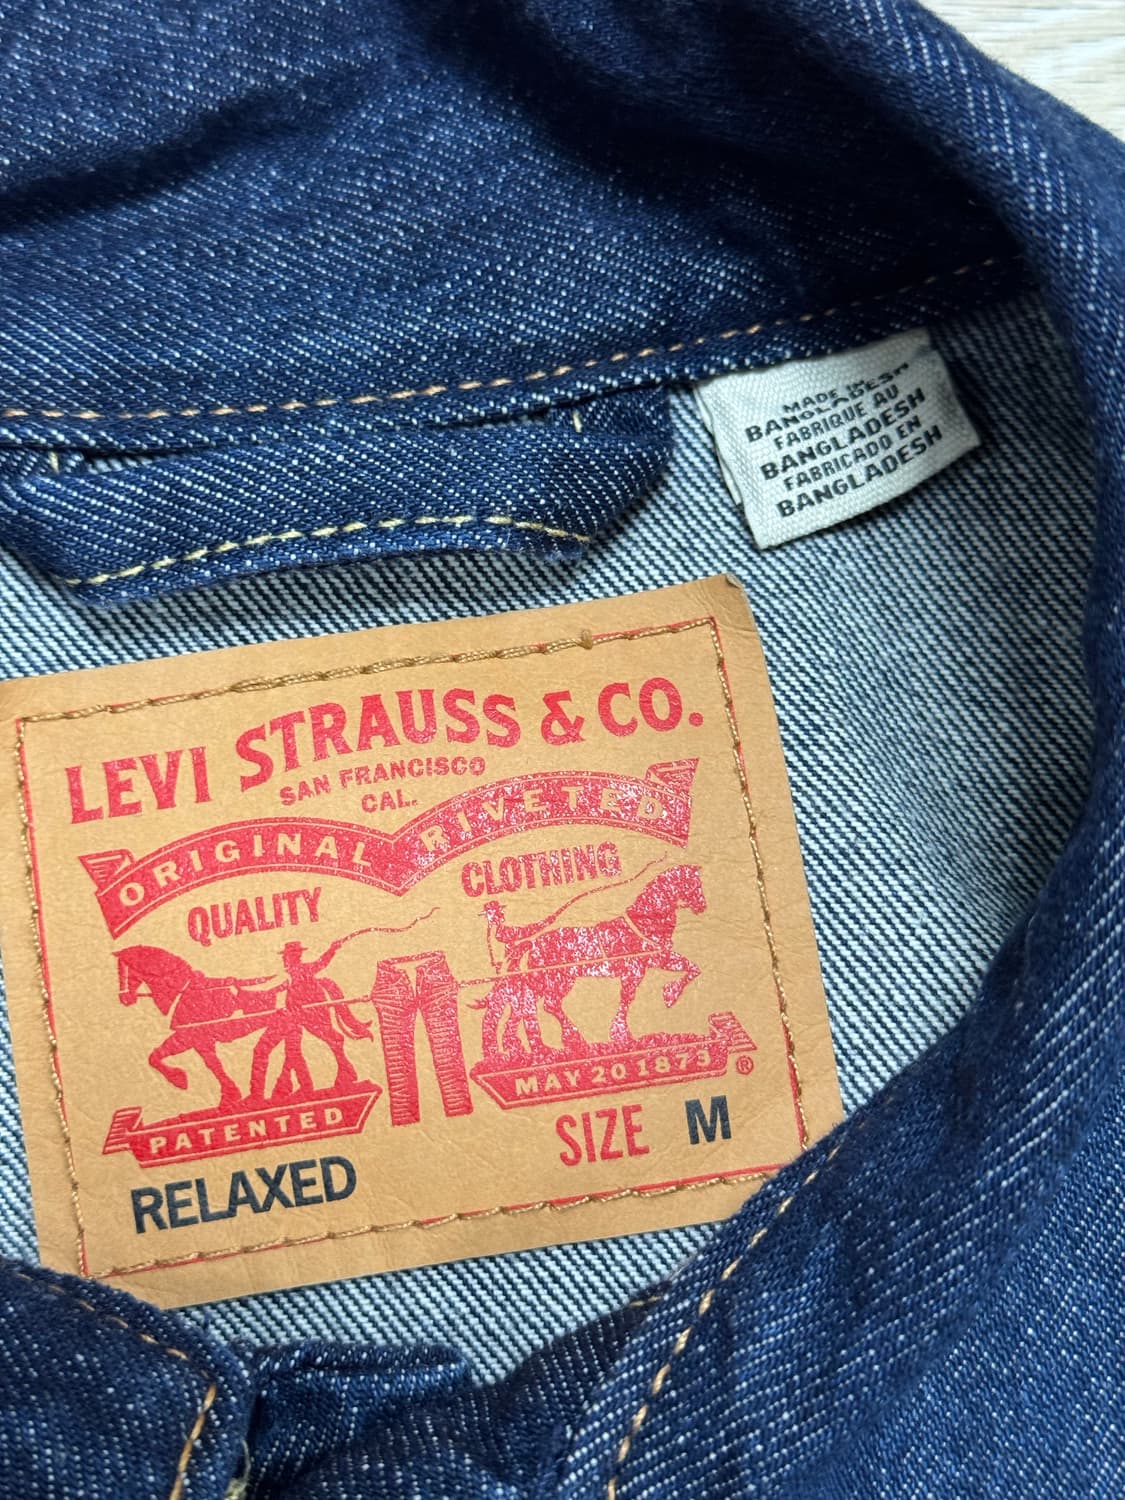 MADE IN
BANGLADESH
FABRIQUE AU
BANGLADESH
FABRICADO EN
BANGLADESH
LEVI STRAUSS & CO.
SAN FRANCISCO
CAL.
ORIGINAL RIVETED
QUALITY CLOTHING
PATENTED MAY 20 1873 ®
RELAXED SIZE M